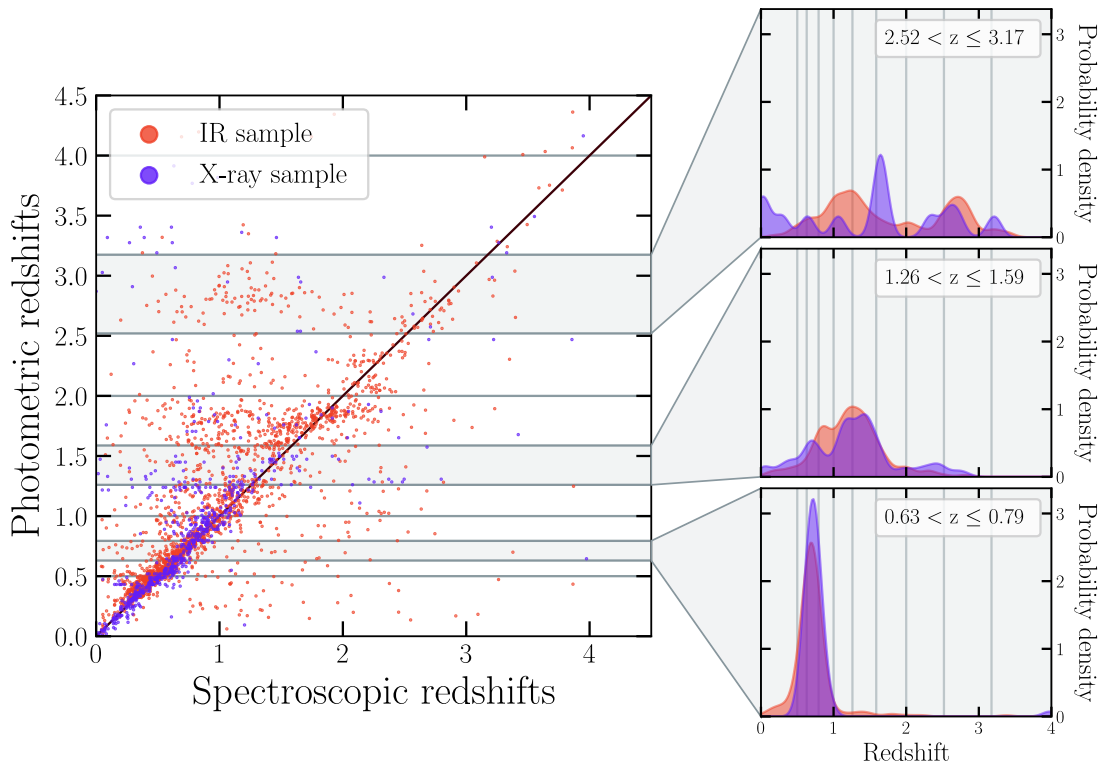 IR sample
X-ray sample
4.5
4.0
3.5
3.0
2.5
2.0
1.5
1.0
0.5
0.0
Photometric redshifts
0
1
2
3
4
Spectroscopic redshifts
2.52 < z ≤ 3.17
3
2
1
0
Probability density
1.26 < z ≤ 1.59
3
2
1
0
Probability density
0.63 < z ≤ 0.79
3
2
1
0
Probability density
0
1
2
3
4
Redshift